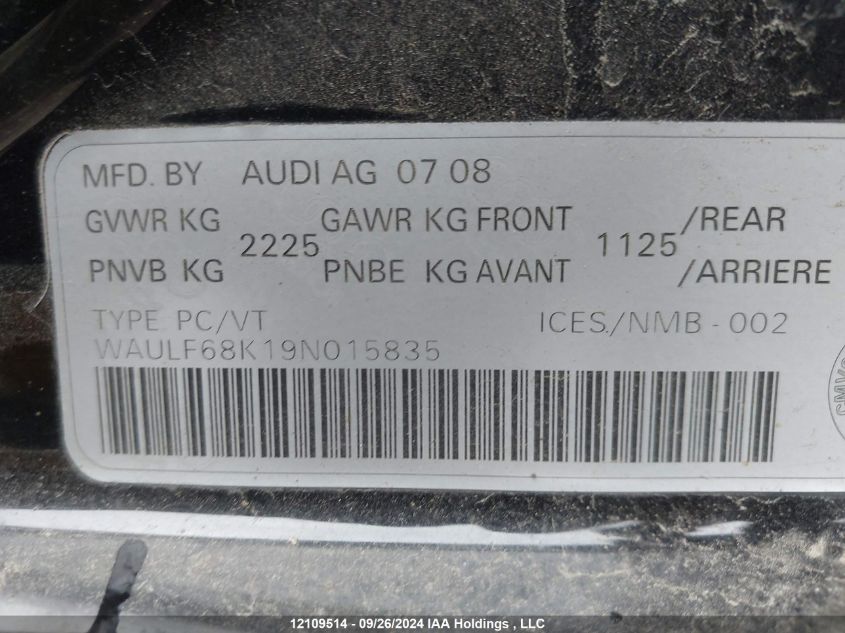 MFD. BY AUDI AG 07 08
GVWR KG 2225 GAWR KG FRONT 1125 /REAR
PNVB KG PNBE KG AVANT /ARRIERE
TYPE PC/VT ICES./NMB - 002
WAULF68K19N015835
CMVS
12109514 - 09/26/2024 IAA Holdings , LLC